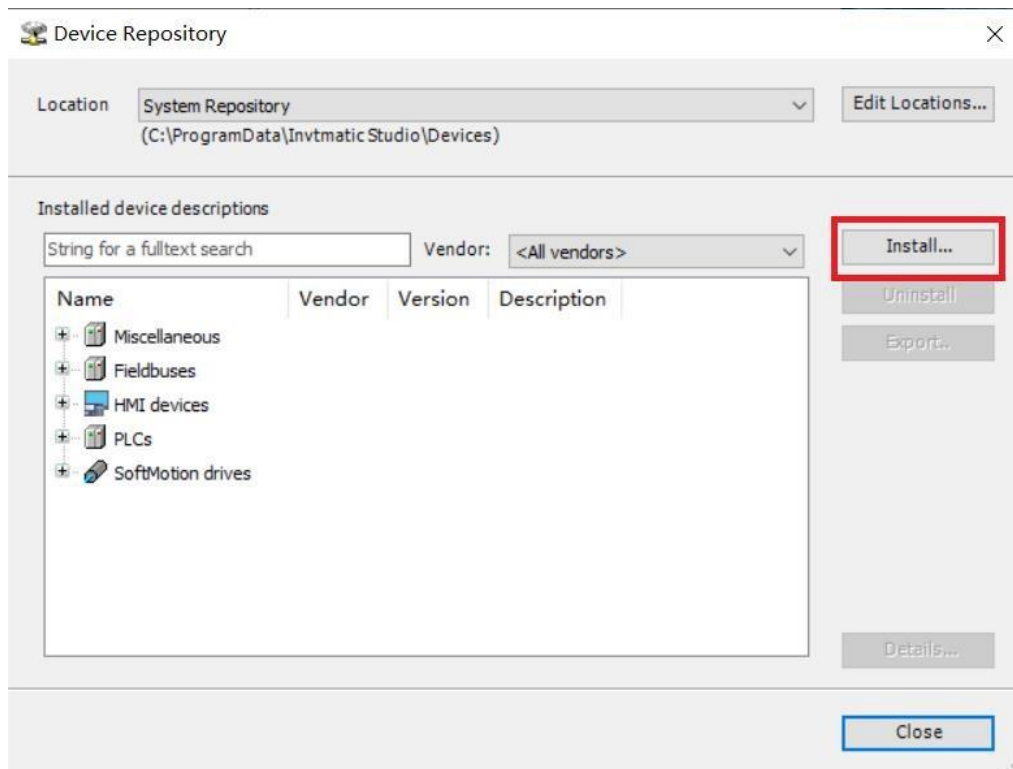 Device Repository
Location System Repository Edit Locations...
(C:\ProgramData\Invtmatic Studio\Devices)
Installed device descriptions
String for a fulltext search Vendor: <All vendors> Install...
Name Vendor Version Description Uninstall
Miscellaneous Export...
Fieldbuses
HMI devices
PLCs
SoftMotion drives
Details...
Close